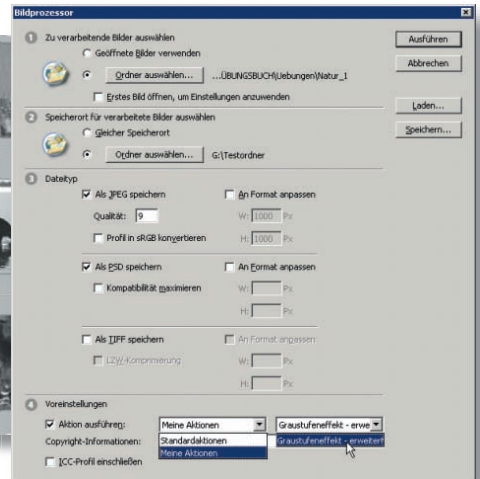 Bildprozessor
1 Zu verarbeitende Bilder auswählen
Geöffnete Bilder verwenden
Ordner auswählen... ...ÜBUNGSBUCH\Uebungen\Natur_1
Erstes Bild öffnen, um Einstellungen anzuwenden
Ausführen
Abbrechen
Laden...
Speichern...
2 Speicherort für verarbeitete Bilder auswählen
Gleicher Speicherort
Ordner auswählen... G:\Testordner
3 Dateityp
Als JPEG speichern An Format anpassen
Qualität: 9 W: 1000 Px
Profil in sRGB konvertieren H: 1000 Px
Als PSD speichern An Format anpassen
Kompatibilität maximieren W: Px
H: Px
Als TIFF speichern An Format anpassen
LZW-Komprimierung W: Px
H: Px
4 Voreinstellungen
Aktion ausführen: Meine Aktionen Graustufeneffekt - erwe
Copyright-Informationen: Standardaktionen Graustufeneffekt - erweitert
Meine Aktionen
ICC-Profil einschließen